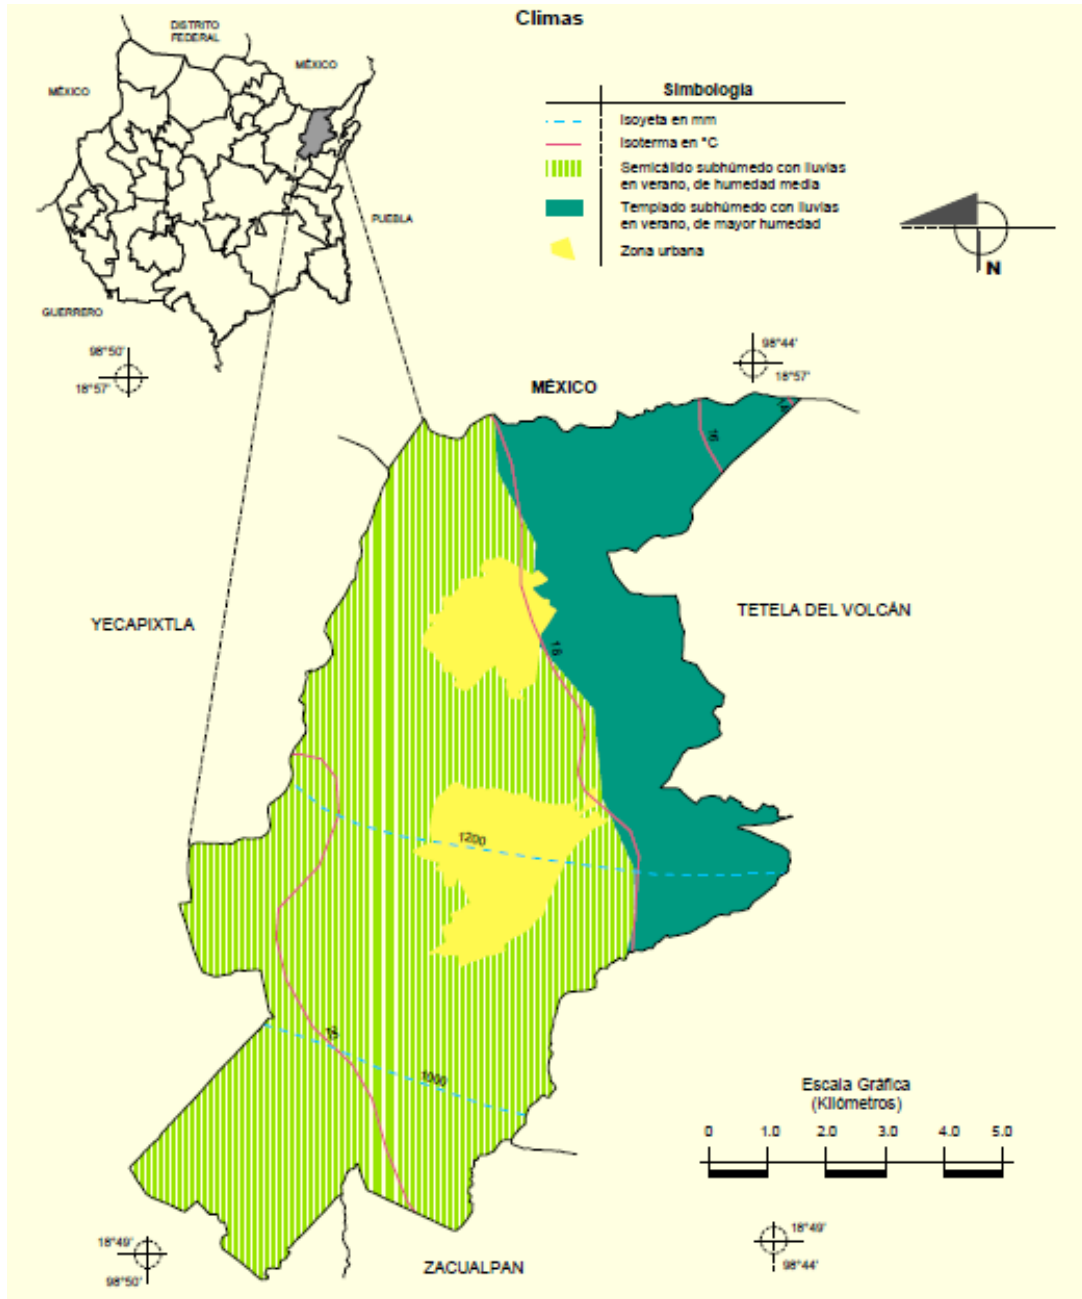 Climas
DISTRITO
FEDERAL
MÉXICO
MÉXICO
PUEBLA
GUERRERO
Simbología
Isoyeta en mm
Isoterma en °C
Semicálido subhúmedo con lluvias
en verano, de humedad media
Templado subhúmedo con lluvias
en verano, de mayor humedad
Zona urbana
N
98°50'
18°57'
98°44'
18°57'
MÉXICO
16
YECAPIXTLA
TETELA DEL VOLCÁN
18
1200
1000
Escala Gráfica
(Kilómetros)
0 1.0 2.0 3.0 4.0 5.0
18°49'
98°50'
ZACUALPAN
18°49'
98°44'